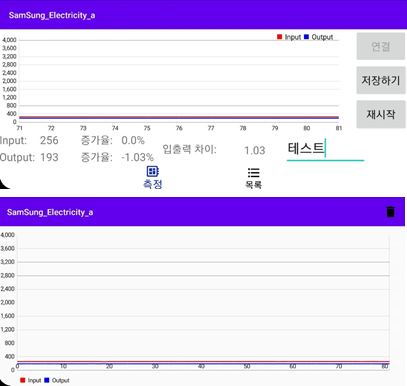 SamSung_Electricity_a
Input Output
4,000
3,600
3,200
2,800
2,400
2,000
1,600
1,200
800
400
0
71 72 73 74 75 76 77 78 79 80 81
연결
저장하기
재시작
Input: 256 증가율: 0.0%
Output: 193 증가율: -1.03%
입출력 차이: 1.03
테스트
측정
목록
SamSung_Electricity_a
4,000
3,600
3,200
2,800
2,400
2,000
1,600
1,200
800
400
0
0 10 20 30 40 50 60 70 80
Input Output